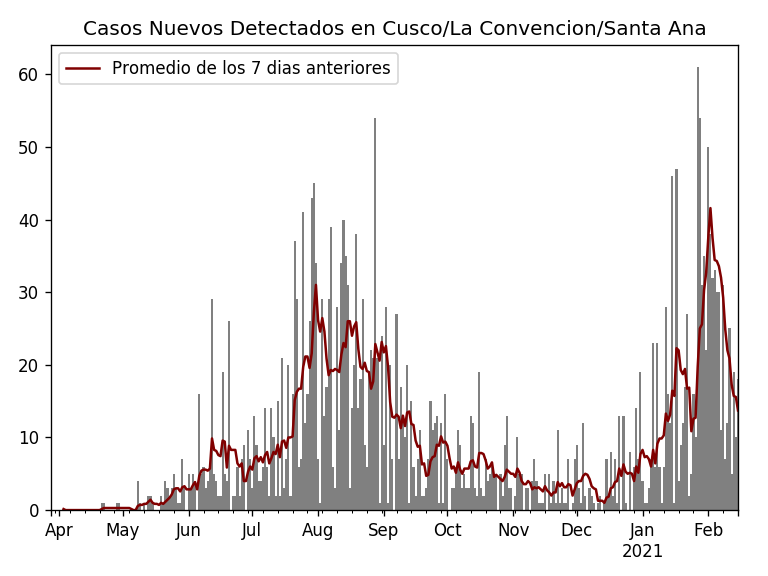 Casos Nuevos Detectados en Cusco/La Convencion/Santa Ana
Promedio de los 7 dias anteriores
60
50
40
30
20
10
0
Apr May Jun Jul Aug Sep Oct Nov Dec Jan Feb
2021